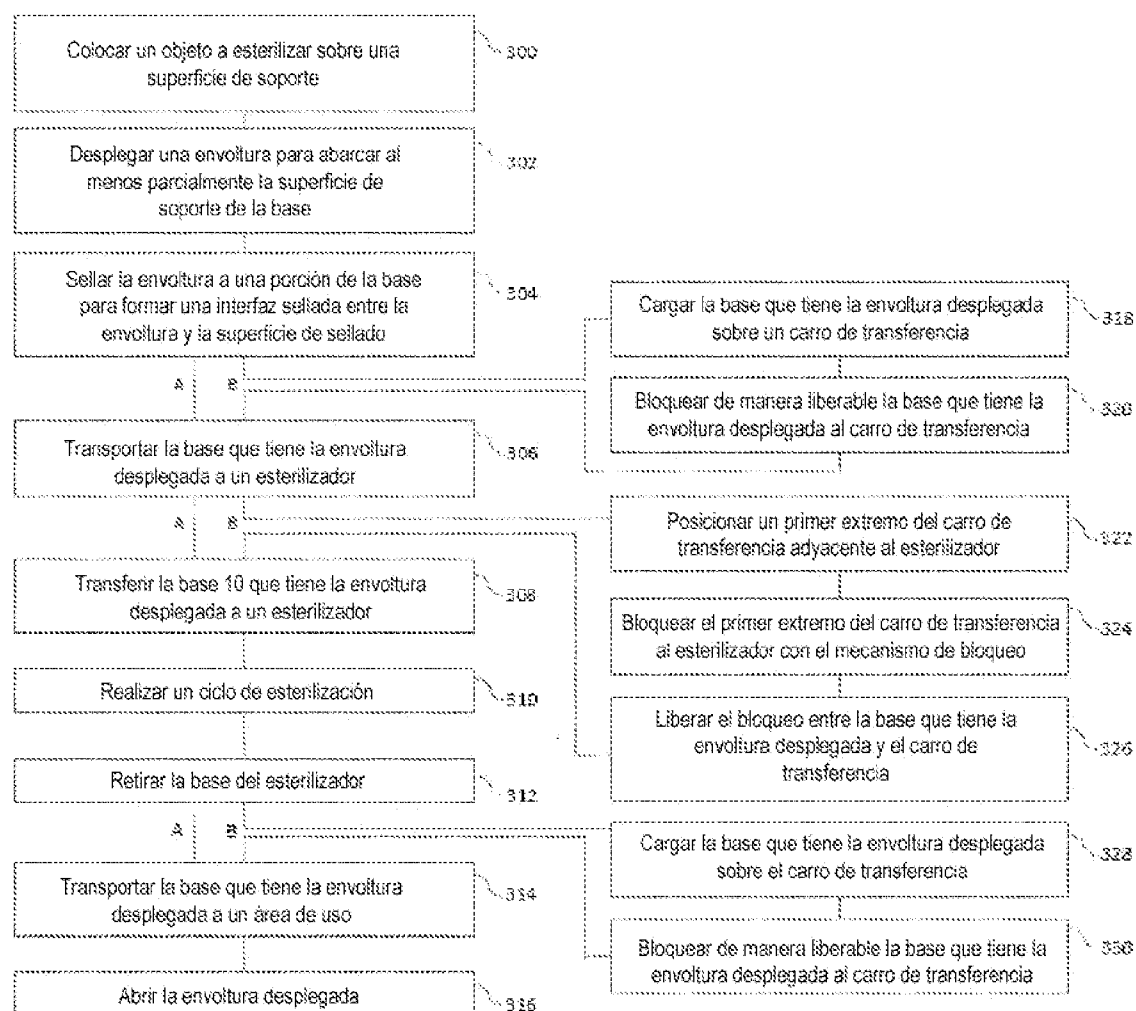 Colocar un objeto a esterilizar sobre una
superficie de soporte
300
Desplegar una envoltura para abarcar al
menos parcialmente la superficie de
soporte de la base
302
Sellar la envoltura a una porción de la base
para formar una interfaz sellada entre la
envoltura y la superficie de sellado
304
A
B
Transportar la base que tiene la envoltura
desplegada a un esterilizador
306
A
B
Transferir la base 10 que tiene la envoltura
desplegada a un esterilizador
308
Realizar un ciclo de esterilización
310
Retirar la base del esterilizador
312
A
B
Transportar la base que tiene la envoltura
desplegada a un área de uso
314
Abrir la envoltura desplegada
316
Cargar la base que tiene la envoltura desplegada
sobre un carro de transferencia
318
Bloquear de manera liberable la base que tiene la
envoltura desplegada al carro de transferencia
320
Posicionar un primer extremo del carro de
transferencia adyacente al esterilizador
322
Bloquear el primer extremo del carro de transferencia
al esterilizador con el mecanismo de bloqueo
324
Liberar el bloqueo entre la base que tiene la
envoltura desplegada y el carro de
transferencia
326
Cargar la base que tiene la envoltura desplegada
sobre el carro de transferencia
328
Bloquear de manera liberable la base que tiene la
envoltura desplegada al carro de transferencia
330